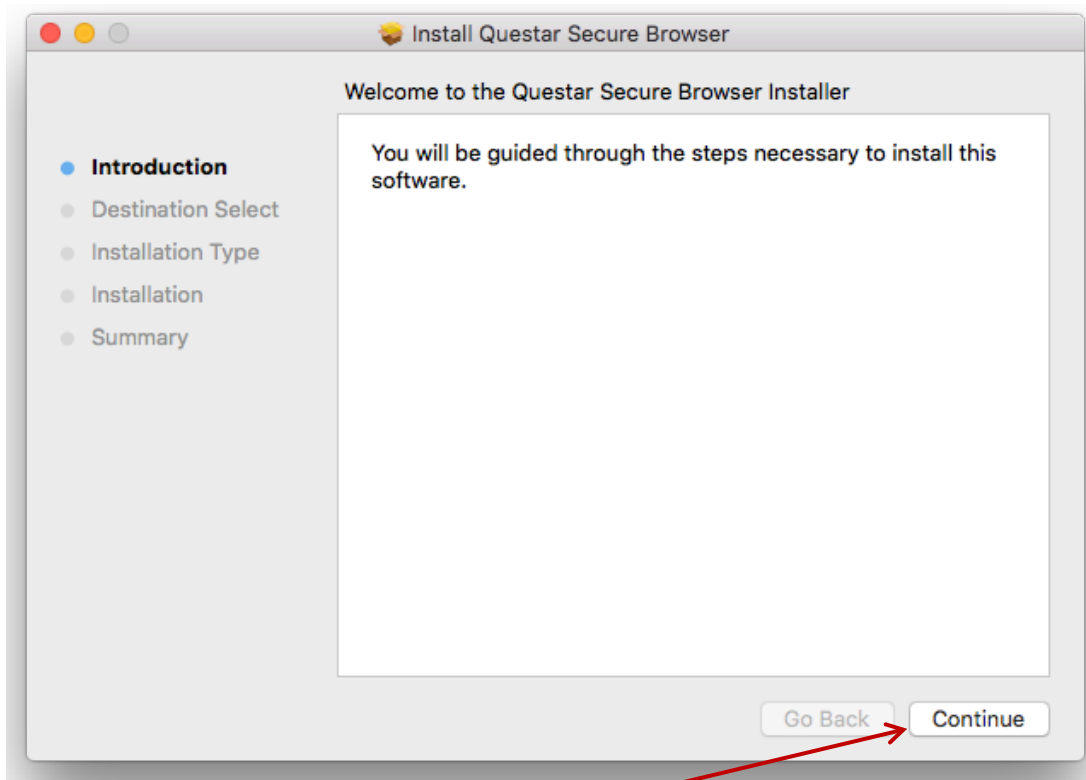 Install Questar Secure Browser
Welcome to the Questar Secure Browser Installer
Introduction
Destination Select
Installation Type
Installation
Summary
You will be guided through the steps necessary to install this
software.
Go Back
Continue